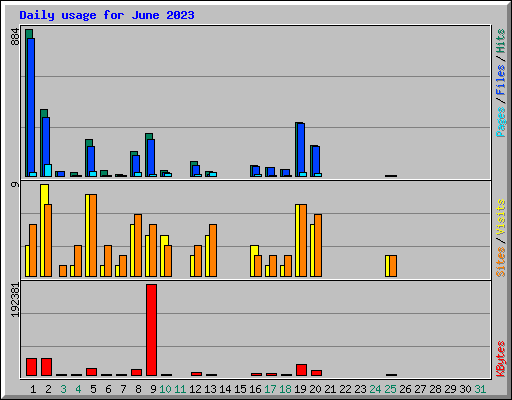 Daily usage for June 2023
884
Pages / Files / Hits
9
Sites / Visits
192381
KBytes
1 2 3 4 5 6 7 8 9 10 11 12 13 14 15 16 17 18 19 20 21 22 23 24 25 26 27 28 29 30 31